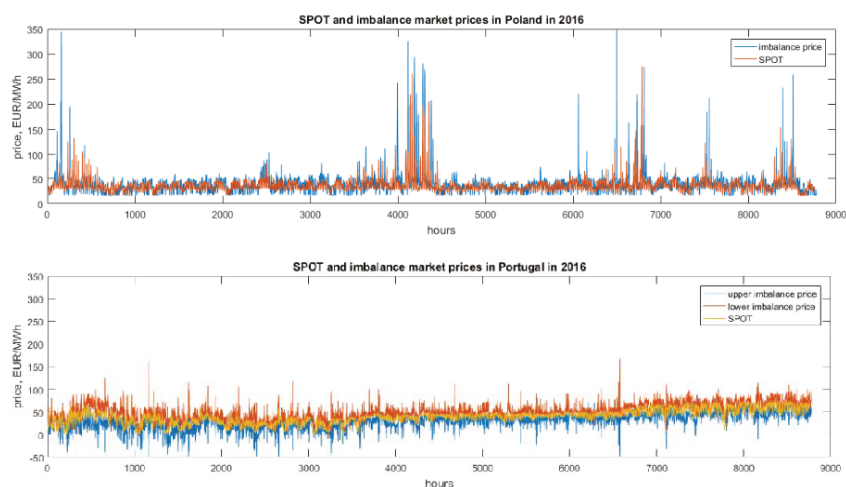 SPOT and imbalance market prices in Poland in 2016
350
300
250
200
150
100
50
0
price, EUR/MWh
imbalance price
SPOT
0 1000 2000 3000 4000 5000 6000 7000 8000 9000
hours
SPOT and imbalance market prices in Portugal in 2016
350
300
250
200
150
100
50
0
-50
price, EUR/MWh
upper imbalance price
lower imbalance price
SPOT
0 1000 2000 3000 4000 5000 6000 7000 8000 9000
hours